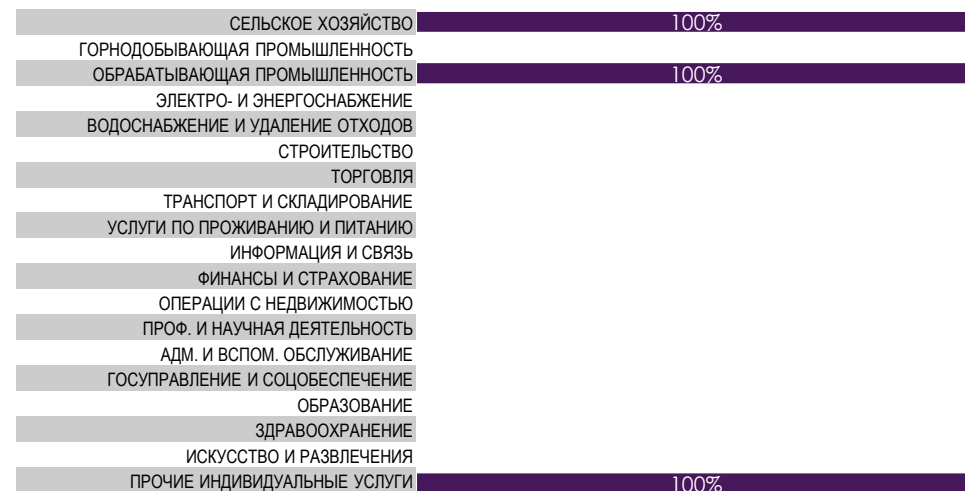 СЕЛЬСКОЕ ХОЗЯЙСТВО 100%
ГОРНОДОБЫВАЮЩАЯ ПРОМЫШЛЕННОСТЬ
ОБРАБАТЫВАЮЩАЯ ПРОМЫШЛЕННОСТЬ 100%
ЭЛЕКТРО- И ЭНЕРГОСНАБЖЕНИЕ
ВОДОСНАБЖЕНИЕ И УДАЛЕНИЕ ОТХОДОВ
СТРОИТЕЛЬСТВО
ТОРГОВЛЯ
ТРАНСПОРТ И СКЛАДИРОВАНИЕ
УСЛУГИ ПО ПРОЖИВАНИЮ И ПИТАНИЮ
ИНФОРМАЦИЯ И СВЯЗЬ
ФИНАНСЫ И СТРАХОВАНИЕ
ОПЕРАЦИИ С НЕДВИЖИМОСТЬЮ
ПРОФ. И НАУЧНАЯ ДЕЯТЕЛЬНОСТЬ
АДМ. И ВСПОМ. ОБСЛУЖИВАНИЕ
ГОСУПРАВЛЕНИЕ И СОЦОБЕСПЕЧЕНИЕ
ОБРАЗОВАНИЕ
ЗДРАВООХРАНЕНИЕ
ИСКУССТВО И РАЗВЛЕЧЕНИЯ
ПРОЧИЕ ИНДИВИДУАЛЬНЫЕ УСЛУГИ 100%